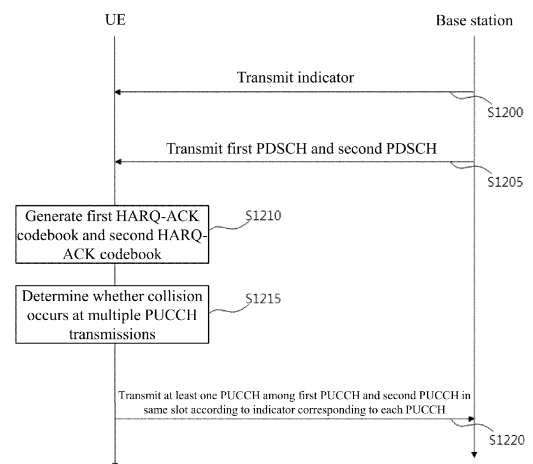 UE
Base station
Transmit indicator
S1200
Transmit first PDSCH and second PDSCH
S1205
Generate first HARQ-ACK
codebook and second HARQ-
ACK codebook
S1210
Determine whether collision
occurs at multiple PUCCH
transmissions
S1215
Transmit at least one PUCCH among first PUCCH and second PUCCH in
same slot according to indicator corresponding to each PUCCH
S1220